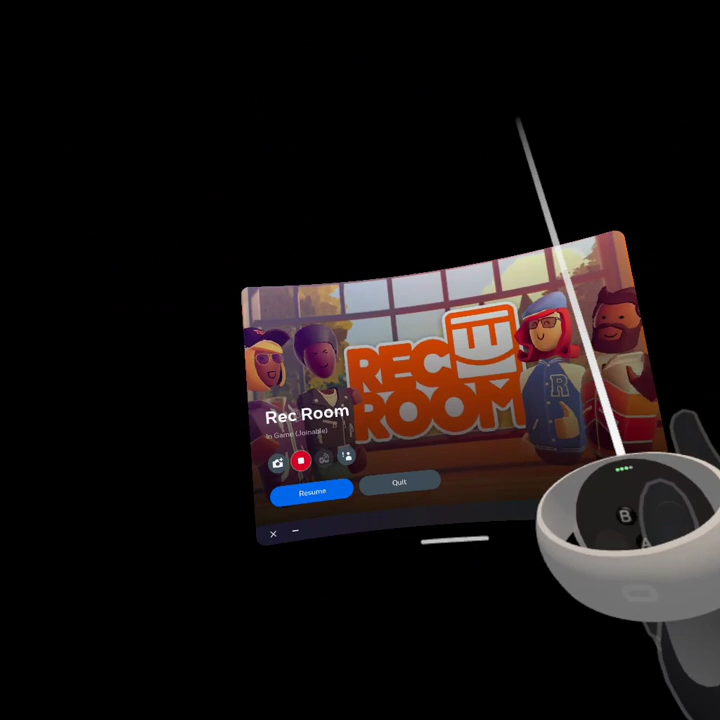 REC
ROOM
Rec Room
In Game (Joinable)
Resume
Quit
B
A
R